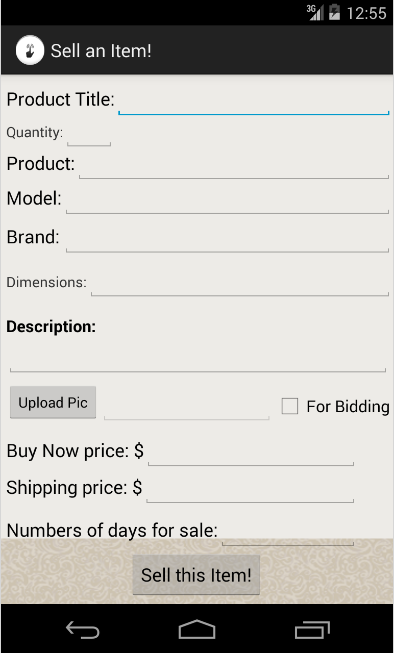 3G 12:55
Sell an Item!
Product Title:
Quantity:
Product:
Model:
Brand:
Dimensions:
Description:
Upload Pic For Bidding
Buy Now price: $
Shipping price: $
Numbers of days for sale:
Sell this Item!